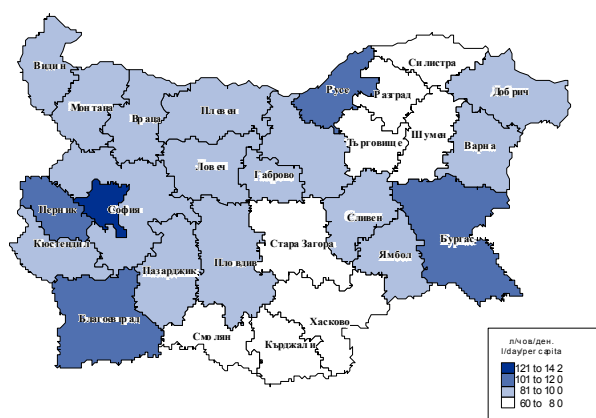 Видин
Силистра
Русе
Добрич
Разград
Монтана
Плевен
Враца
Шумен
Търговище
Варна
Ловеч
Габрово
Перник
София
Сливен
Кюстендил
Стара Загора
Бургас
Ямбол
Пловдив
Пазарджик
Благоевград
Хасково
Смолян
Кърджали
л/чов/ден.
l/day/per capita
121 to 142
101 to 120
81 to 100
60 to 80